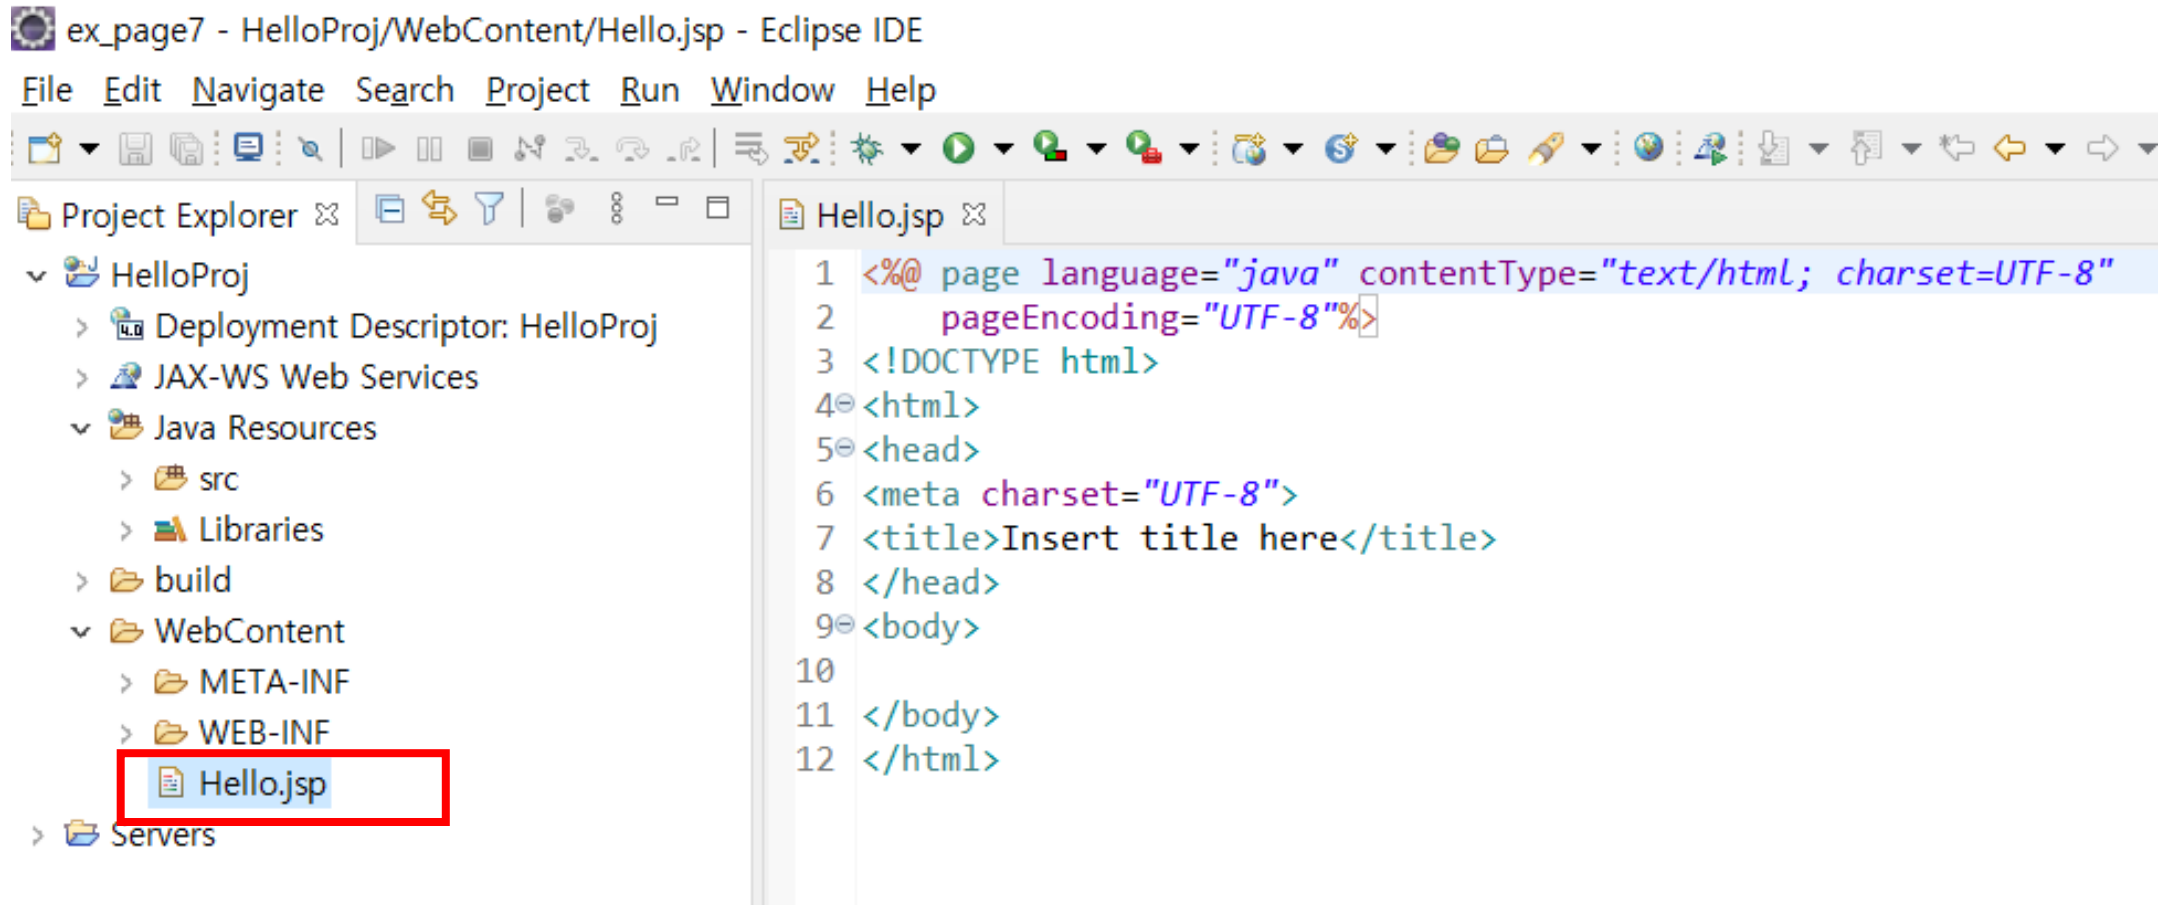 ex_page7 - HelloProj/WebContent/Hello.jsp - Eclipse IDE
File Edit Navigate Search Project Run Window Help
Project Explorer
HelloProj
Deployment Descriptor: HelloProj
JAX-WS Web Services
Java Resources
src
Libraries
build
WebContent
META-INF
WEB-INF
Hello.jsp
Servers
Hello.jsp
1 <%@ page language="java" contentType="text/html; charset=UTF-8"
2 pageEncoding="UTF-8"%>
3 <!DOCTYPE html>
4 <html>
5 <head>
6 <meta charset="UTF-8">
7 <title>Insert title here</title>
8 </head>
9 <body>
10
11 </body>
12 </html>